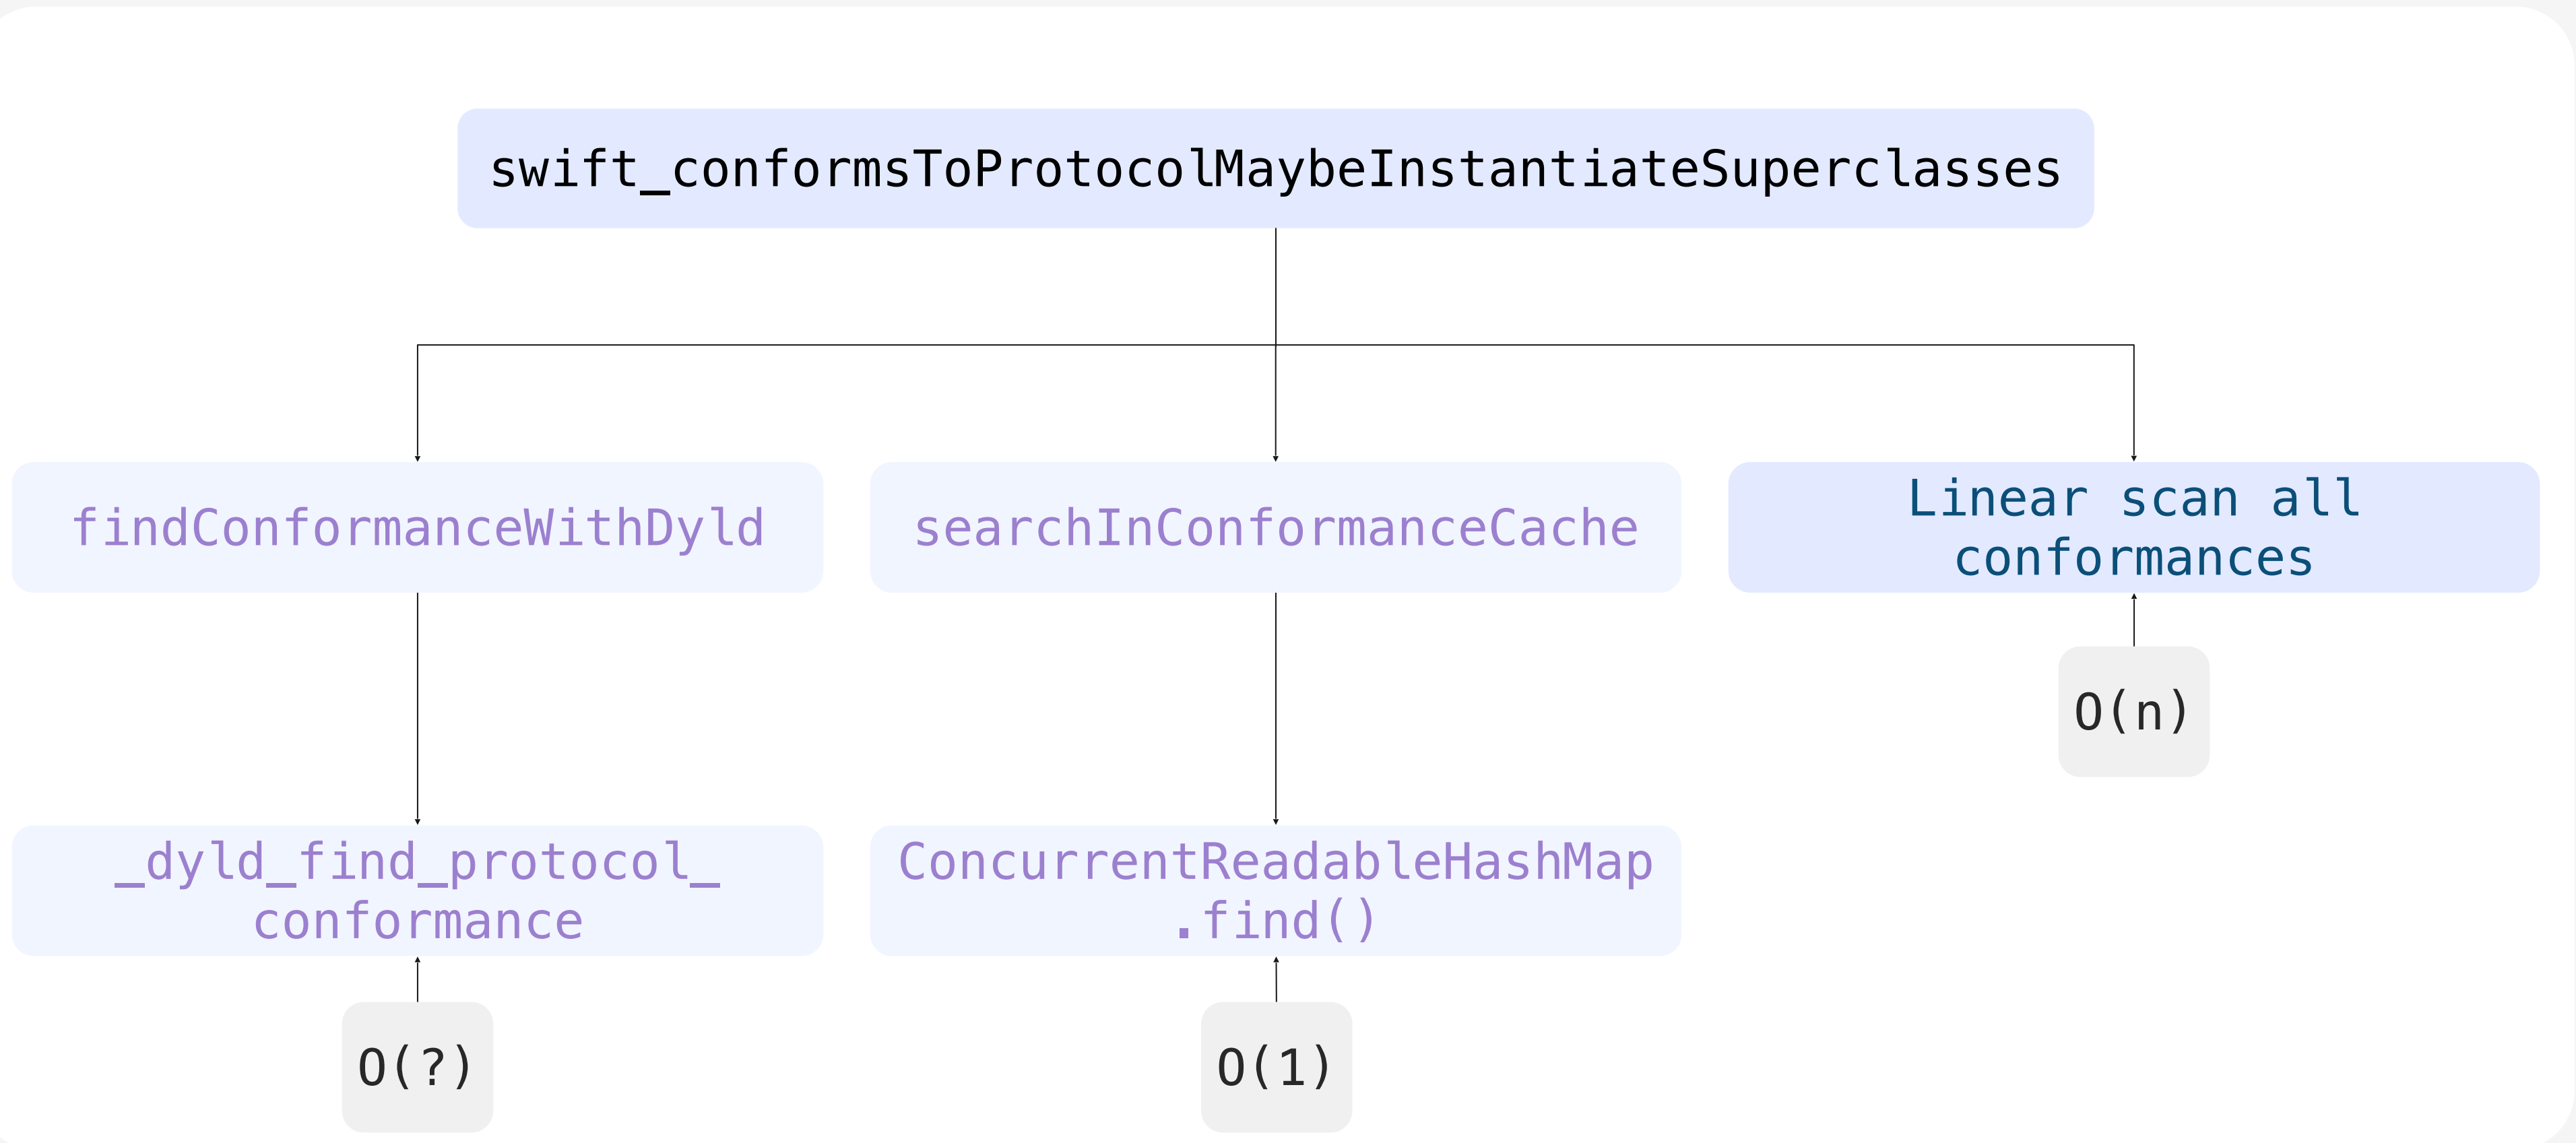 swift_conformsToProtocolMaybeInstantiateSuperclasses
findConformanceWithDyld
searchInConformanceCache
Linear scan all
conformances
O(n)
_dyld_find_protocol_
conformance
ConcurrentReadableHashMap
.find()
O(?)
O(1)